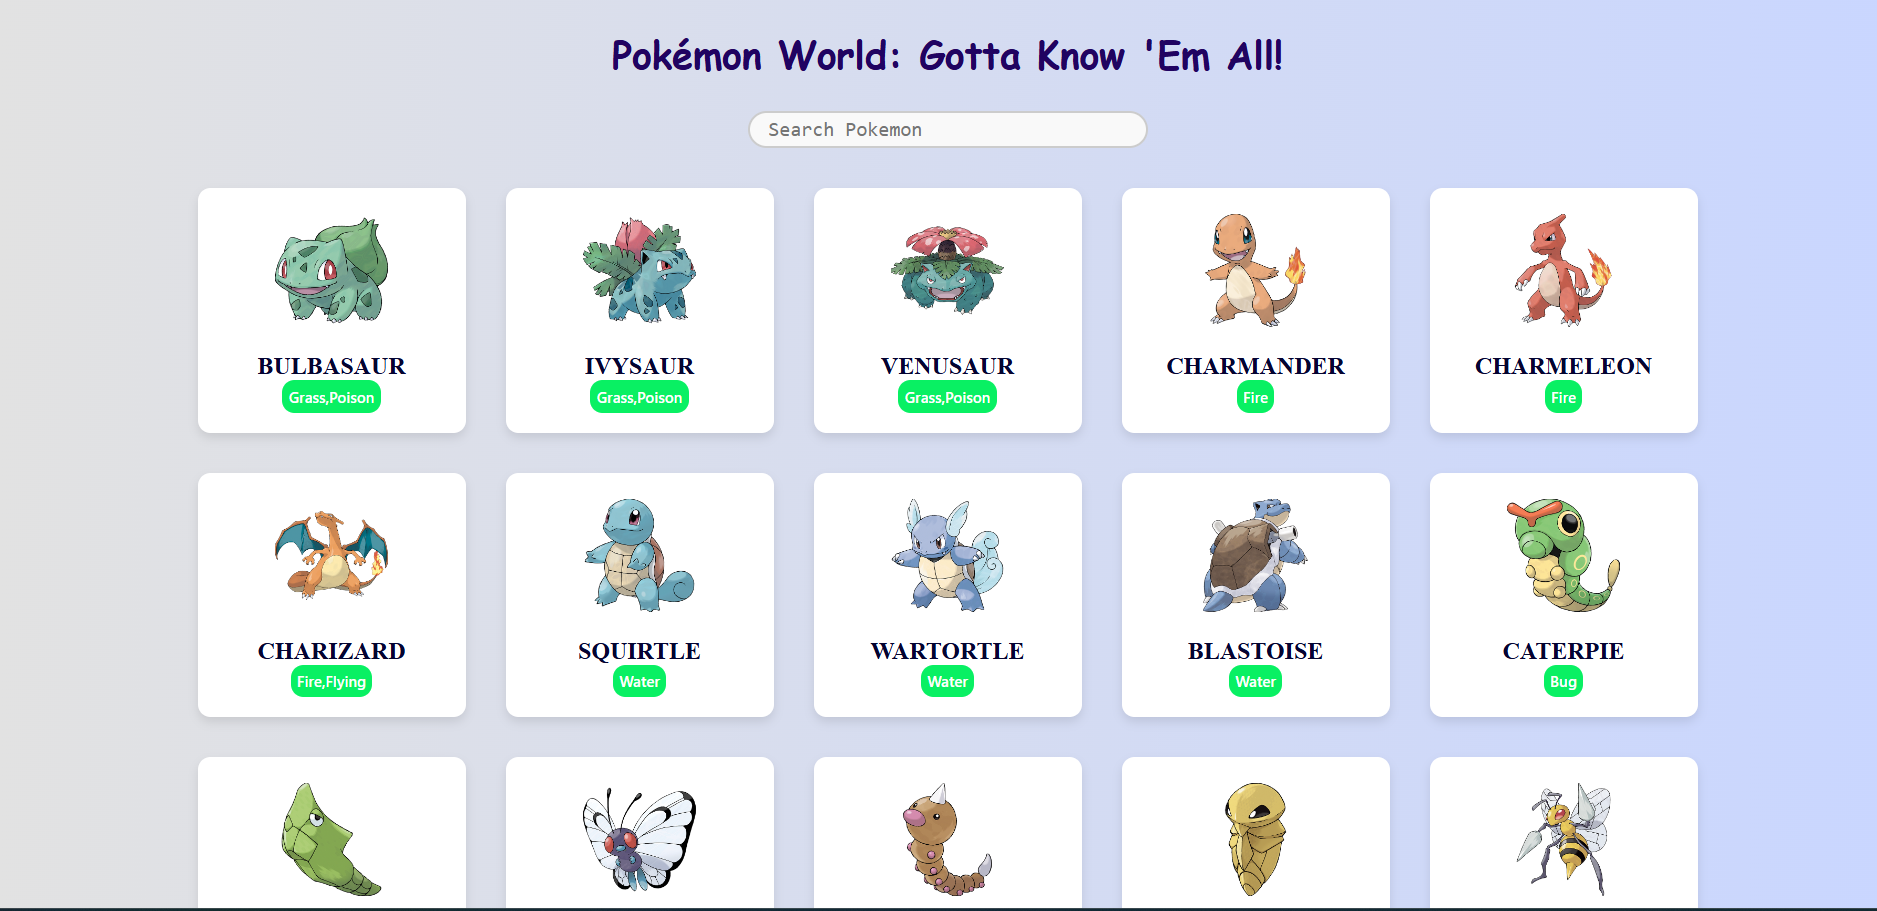 Pokémon World: Gotta Know 'Em All!
Search Pokemon
BULBASAUR
Grass,Poison
IVYSAUR
Grass,Poison
VENUSAUR
Grass,Poison
CHARMANDER
Fire
CHARMELEON
Fire
CHARIZARD
Fire,Flying
SQUIRTLE
Water
WARTORTLE
Water
BLASTOISE
Water
CATERPIE
Bug